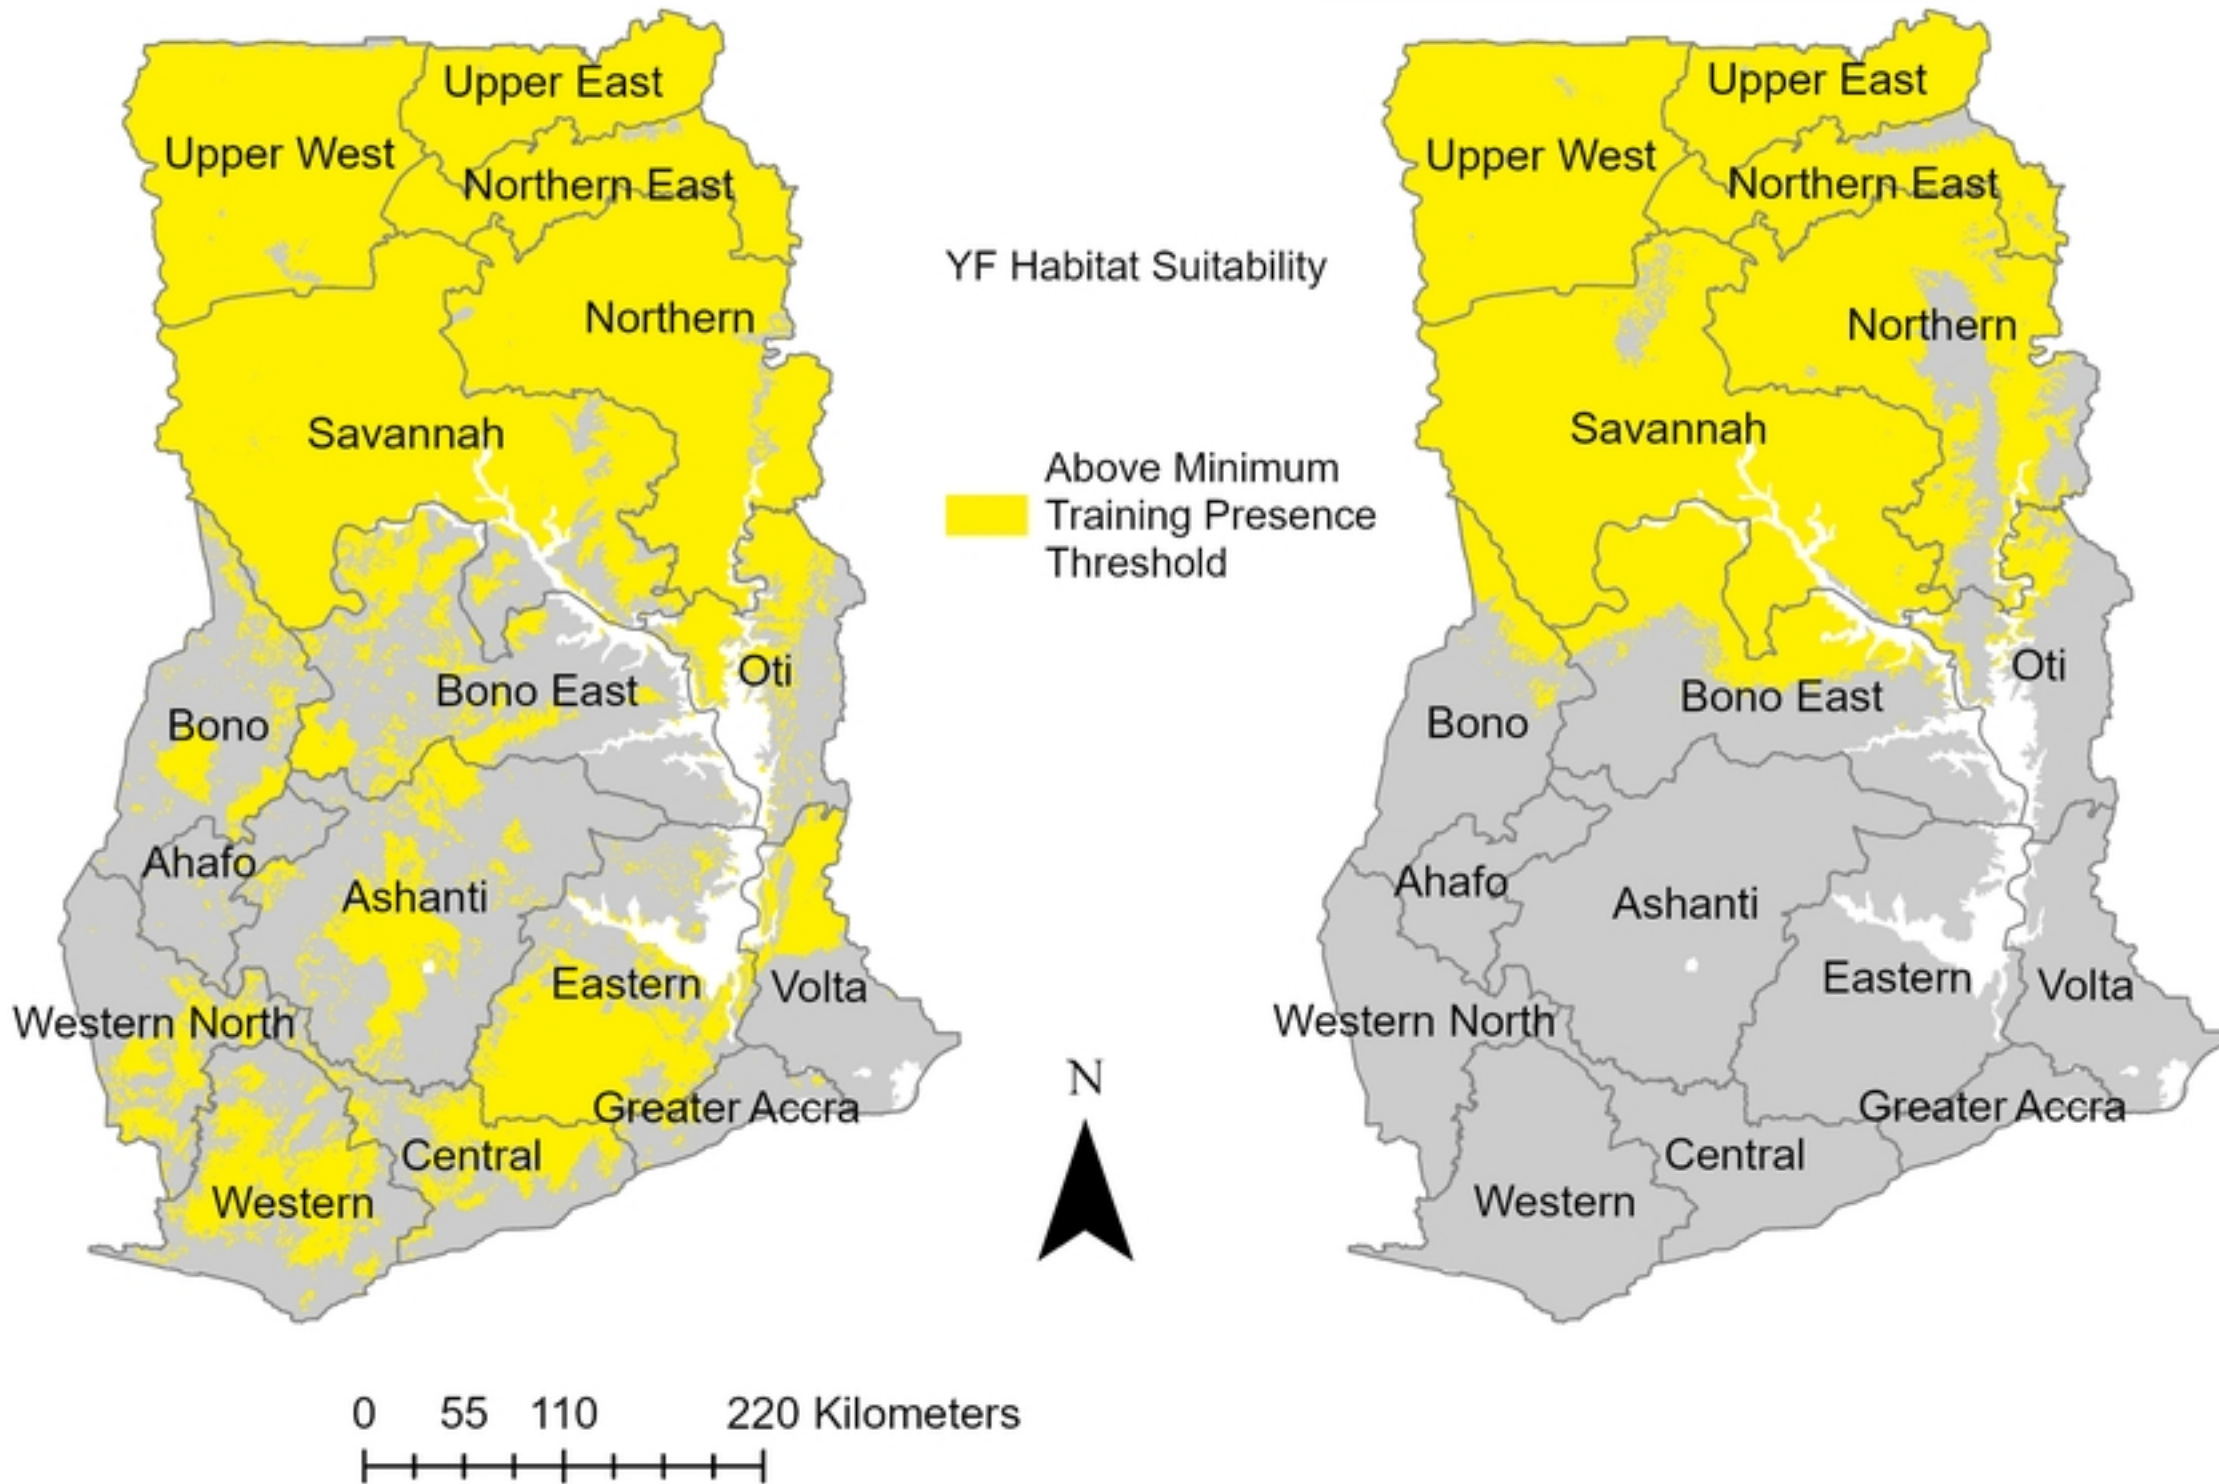 Upper East
Upper West
Northern East
Northern
Savannah
Oti
Bono East
Bono
Ahafo
Ashanti
Eastern
Volta
Western North
Greater Accra
Central
Western
YF Habitat Suitability
Above Minimum
Training Presence
Threshold
N
Upper East
Upper West
Northern East
Northern
Savannah
Oti
Bono East
Bono
Ahafo
Ashanti
Eastern
Volta
Western North
Greater Accra
Central
Western
0 55 110 220 Kilometers